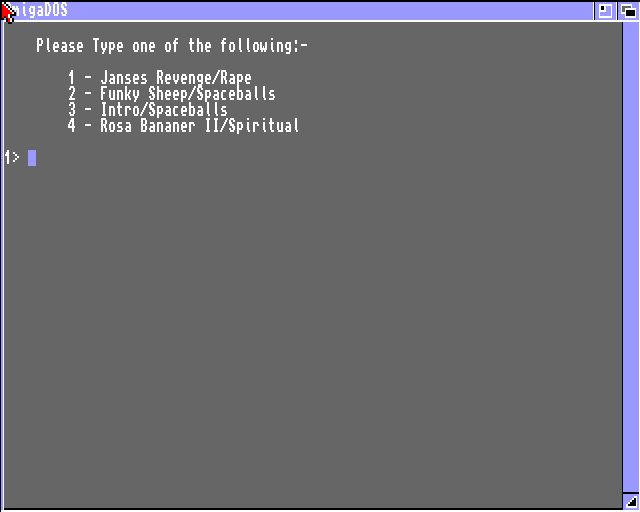 AmigaDOS
Please Type one of the following:-
1 - Janses Revenge/Rape
2 - Funky Sheep/Spaceballs
3 - Intro/Spaceballs
4 - Rosa Bananer II/Spiritual
1>